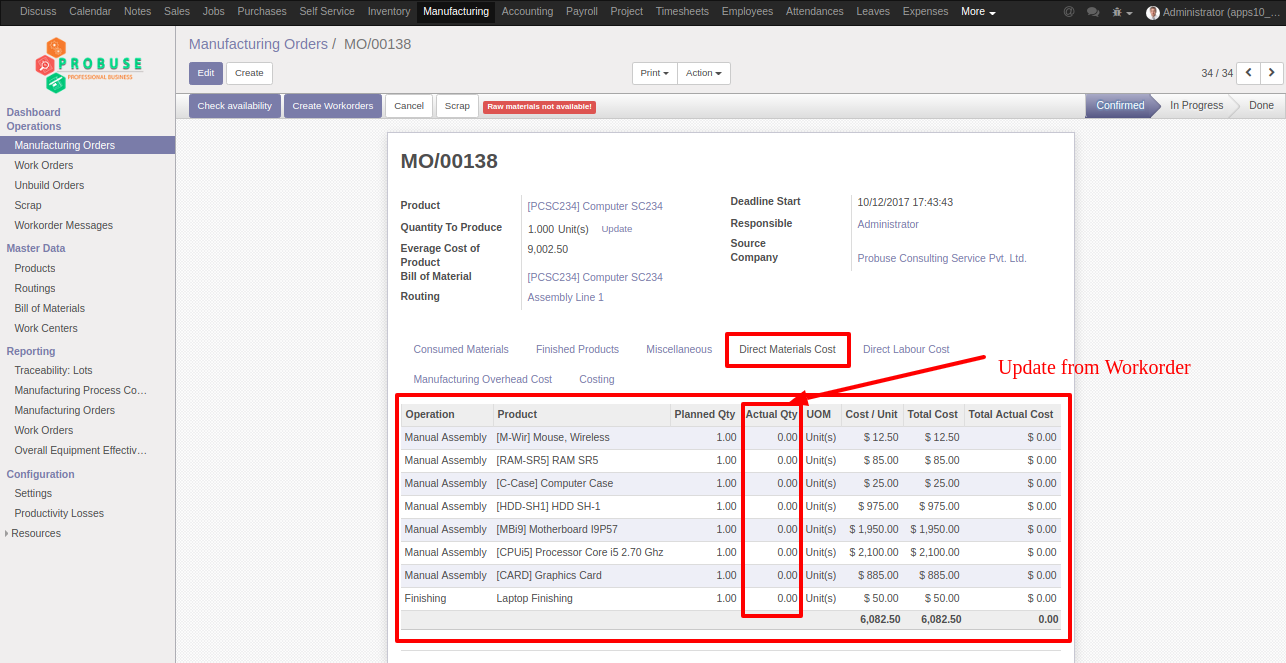 Discuss Calendar Notes Sales Jobs Purchases Self Service Inventory Manufacturing Accounting Payroll Project Timesheets Employees Attendances Leaves Expenses More @ Administrator (apps10_...
PROBUSE
PROFESSIONAL BUSINESS
Dashboard
Operations
Manufacturing Orders
Work Orders
Unbuild Orders
Scrap
Workorder Messages
Master Data
Products
Routings
Bill of Materials
Work Centers
Reporting
Traceability: Lots
Manufacturing Process Co...
Manufacturing Orders
Work Orders
Overall Equipment Effectiv...
Configuration
Settings
Productivity Losses
Resources
Manufacturing Orders / MO/00138
Edit Create Print Action 34 / 34
Check availability Create Workorders Cancel Scrap Raw materials not available! Confirmed In Progress Done
MO/00138
Product [PCSC234] Computer SC234
Quantity To Produce 1.000 Unit(s) Update
Everage Cost of Product 9,002.50
Bill of Material [PCSC234] Computer SC234
Routing Assembly Line 1
Deadline Start 10/12/2017 17:43:43
Responsible Administrator
Source
Company Probuse Consulting Service Pvt. Ltd.
Consumed Materials Finished Products Miscellaneous Direct Materials Cost Direct Labour Cost
Manufacturing Overhead Cost Costing
Update from Workorder
Operation Product Planned Qty Actual Qty UOM Cost / Unit Total Cost Total Actual Cost
Manual Assembly [M-Wir] Mouse, Wireless 1.00 0.00 Unit(s) $ 12.50 $ 12.50 $ 0.00
Manual Assembly [RAM-SR5] RAM SR5 1.00 0.00 Unit(s) $ 85.00 $ 85.00 $ 0.00
Manual Assembly [C-Case] Computer Case 1.00 0.00 Unit(s) $ 25.00 $ 25.00 $ 0.00
Manual Assembly [HDD-SH1] HDD SH-1 1.00 0.00 Unit(s) $ 975.00 $ 975.00 $ 0.00
Manual Assembly [MBi9] Motherboard I9P57 1.00 0.00 Unit(s) $ 1,950.00 $ 1,950.00 $ 0.00
Manual Assembly [CPUi5] Processor Core i5 2.70 Ghz 1.00 0.00 Unit(s) $ 2,100.00 $ 2,100.00 $ 0.00
Manual Assembly [CARD] Graphics Card 1.00 0.00 Unit(s) $ 885.00 $ 885.00 $ 0.00
Finishing Laptop Finishing 1.00 0.00 Unit(s) $ 50.00 $ 50.00 $ 0.00
6,082.50 6,082.50 0.00